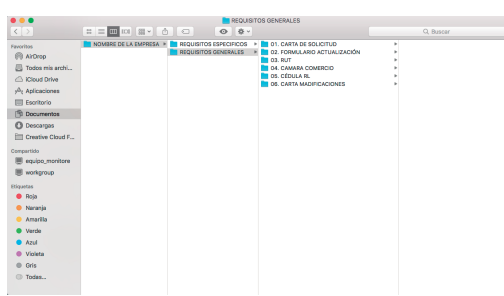 REQUISITOS GENERALES
Buscar
Favoritos
AirDrop
Todos mis archi...
iCloud Drive
Aplicaciones
Escritorio
Documentos
Descargas
Creative Cloud F...
Compartido
equipo_monitore
workgroup
Etiquetas
Roja
Naranja
Amarilla
Verde
Azul
Violeta
Gris
Todas...
NOMBRE DE LA EMPRESA
REQUISITOS ESPECIFICOS
REQUISITOS GENERALES
01. CARTA DE SOLICITUD
02. FORMULARIO ACTUALIZACIÓN
03. RUT
04. CAMARA COMERCIO
05. CÉDULA RL
06. CARTA MADIFICACIONES